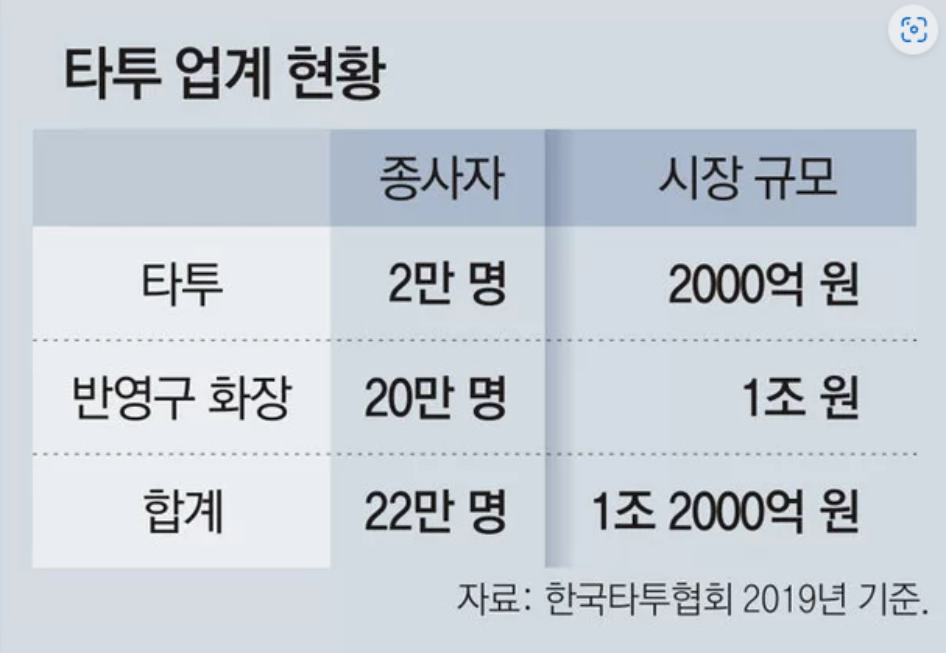 타투 업계 현황
종사자 시장 규모
타투 2만 명 2000억 원
반영구 화장 20만 명 1조 원
합계 22만 명 1조 2000억 원
자료: 한국타투협회 2019년 기준.